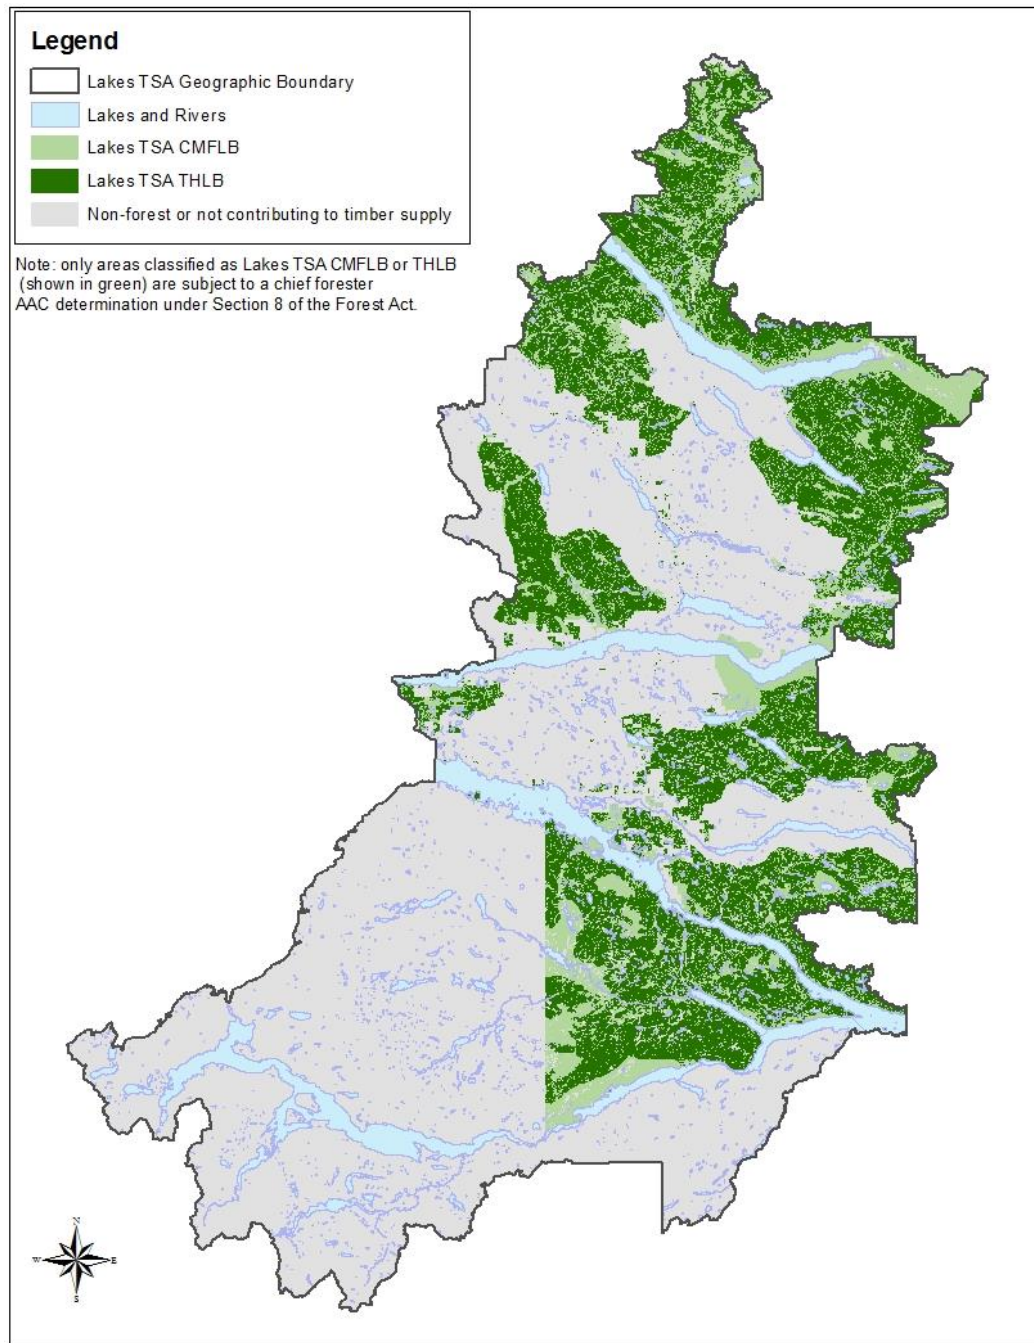 Legend
Lakes TSA Geographic Boundary
Lakes and Rivers
Lakes TSA CMFLB
Lakes TSA THLB
Non-forest or not contributing to timber supply
Note: only areas classified as Lakes TSA CMFLB or THLB
(shown in green) are subject to a chief forester
AAC determination under Section 8 of the Forest Act.
N
W E
S